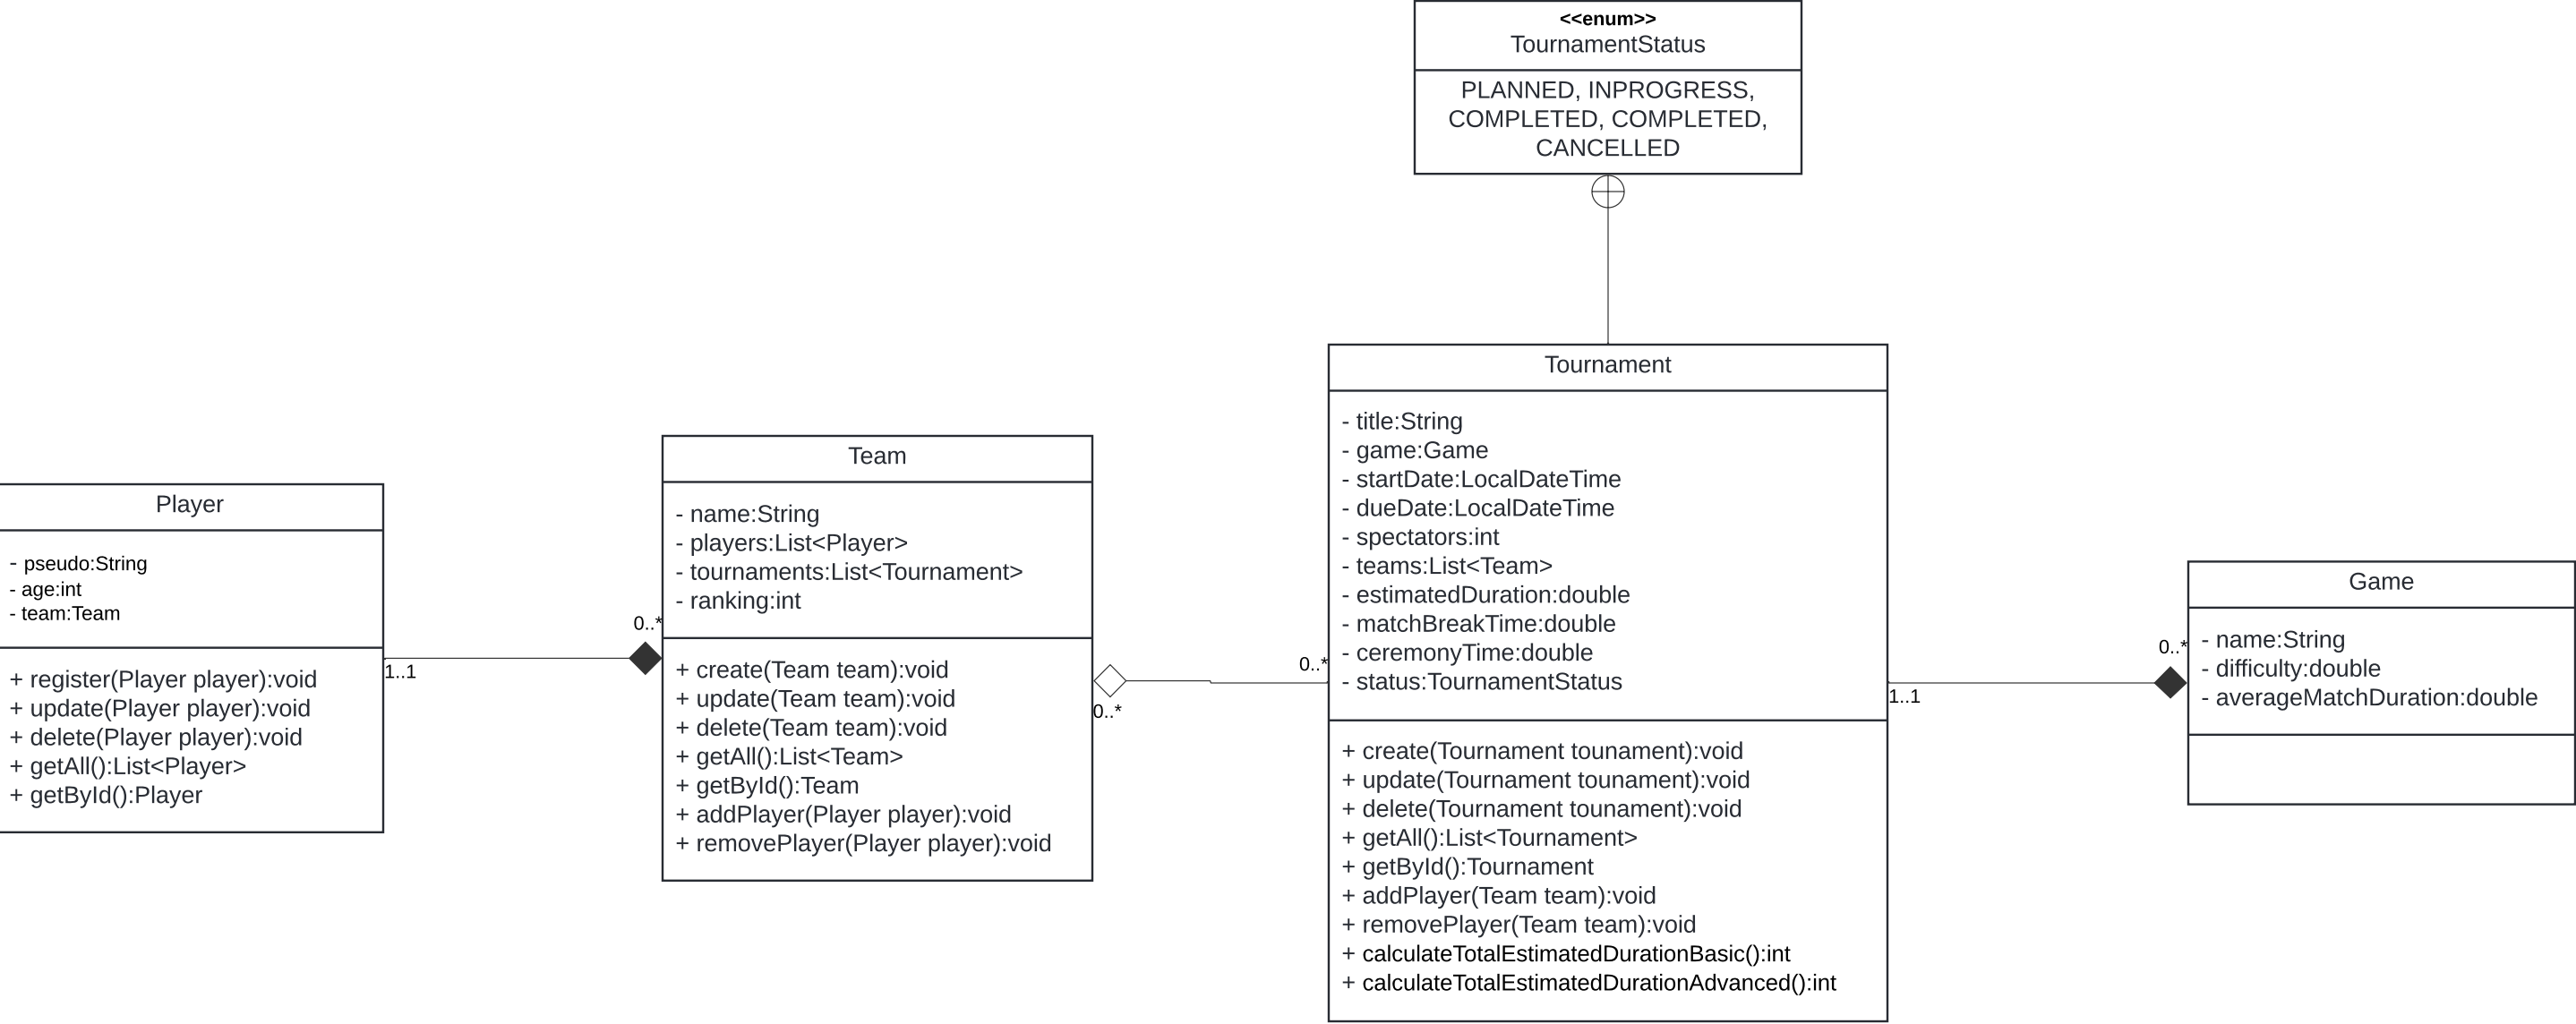 <<enum>>
TournamentStatus
PLANNED, INPROGRESS,
COMPLETED, COMPLETED,
CANCELLED
Player
- pseudo:String
- age:int
- team:Team
+ register(Player player):void
+ update(Player player):void
+ delete(Player player):void
+ getAll():List<Player>
+ getById():Player
1..1
0..*
Team
- name:String
- players:List<Player>
- tournaments:List<Tournament>
- ranking:int
+ create(Team team):void
+ update(Team team):void
+ delete(Team team):void
+ getAll():List<Team>
+ getById():Team
+ addPlayer(Player player):void
+ removePlayer(Player player):void
0..*
0..*
Tournament
- title:String
- game:Game
- startDate:LocalDateTime
- dueDate:LocalDateTime
- spectators:int
- teams:List<Team>
- estimatedDuration:double
- matchBreakTime:double
- ceremonyTime:double
- status:TournamentStatus
+ create(Tournament tounament):void
+ update(Tournament tounament):void
+ delete(Tournament tounament):void
+ getAll():List<Tournament>
+ getById():Tournament
+ addPlayer(Team team):void
+ removePlayer(Team team):void
+ calculateTotalEstimatedDurationBasic():int
+ calculateTotalEstimatedDurationAdvanced():int
1..1
0..*
Game
- name:String
- difficulty:double
- averageMatchDuration:double